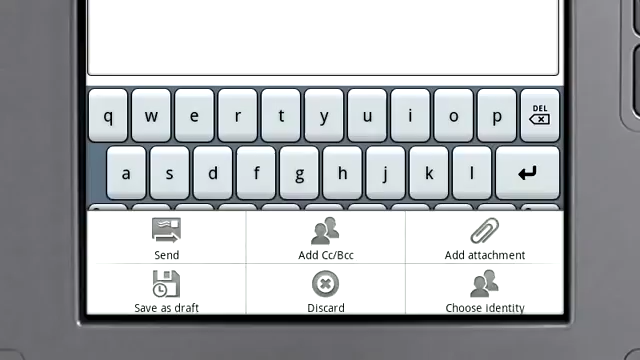 q w e r t y u i o p DEL
a s d f g h j k l
Send Add Cc/Bcc Add attachment
Save as draft Discard Choose identity